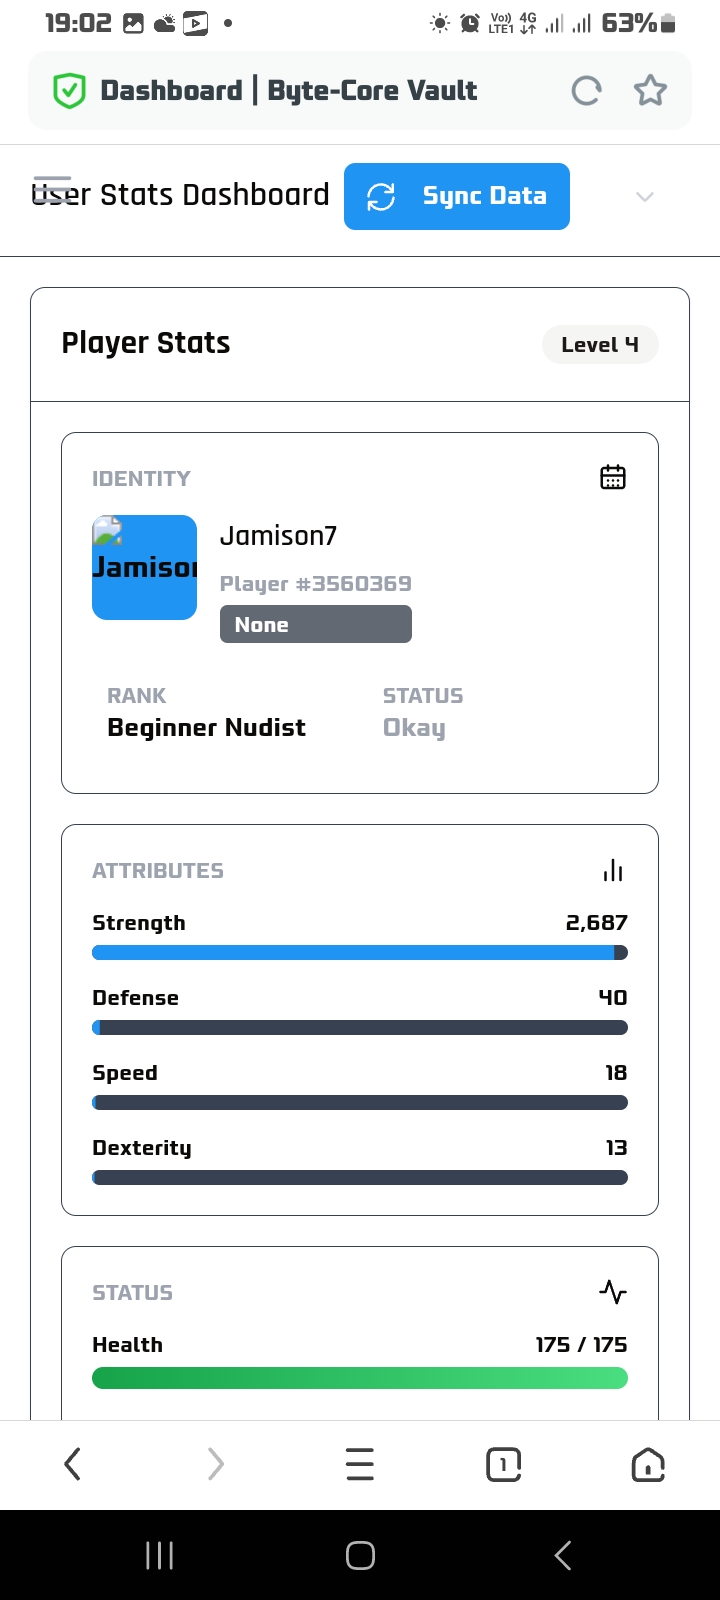 19:02
Vo)) 4G
LTE1
63%
Dashboard | Byte-Core Vault
User Stats Dashboard
Sync Data
Player Stats
Level 4
IDENTITY
Jamison
Jamison7
Player #3560369
None
RANK
STATUS
Beginner Nudist
Okay
ATTRIBUTES
Strength 2,687
Defense 40
Speed 18
Dexterity 13
STATUS
Health 175 / 175
1